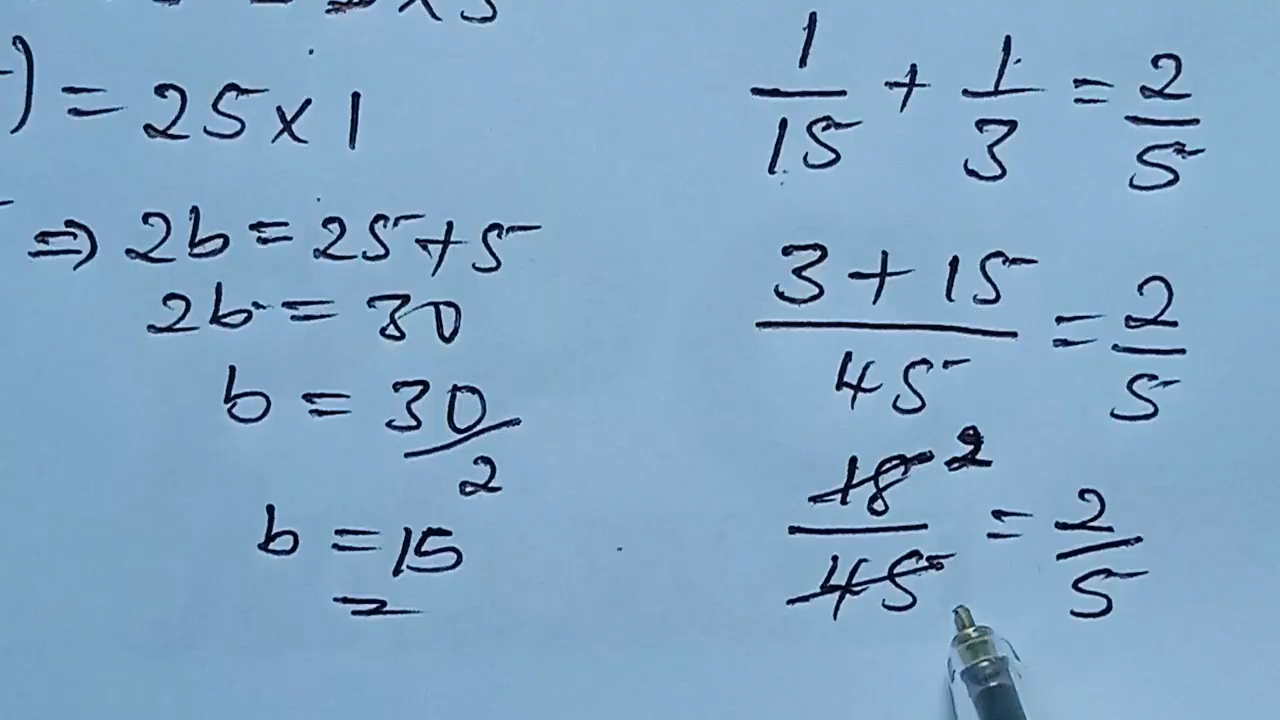 ) = 25 x 1
⇒ 2b = 25 + 5
2b = 30
b = 30/2
b = 15
1/15 + 1/3 = 2/5
3 + 15/45 = 2/5
18/45 2 = 2/5